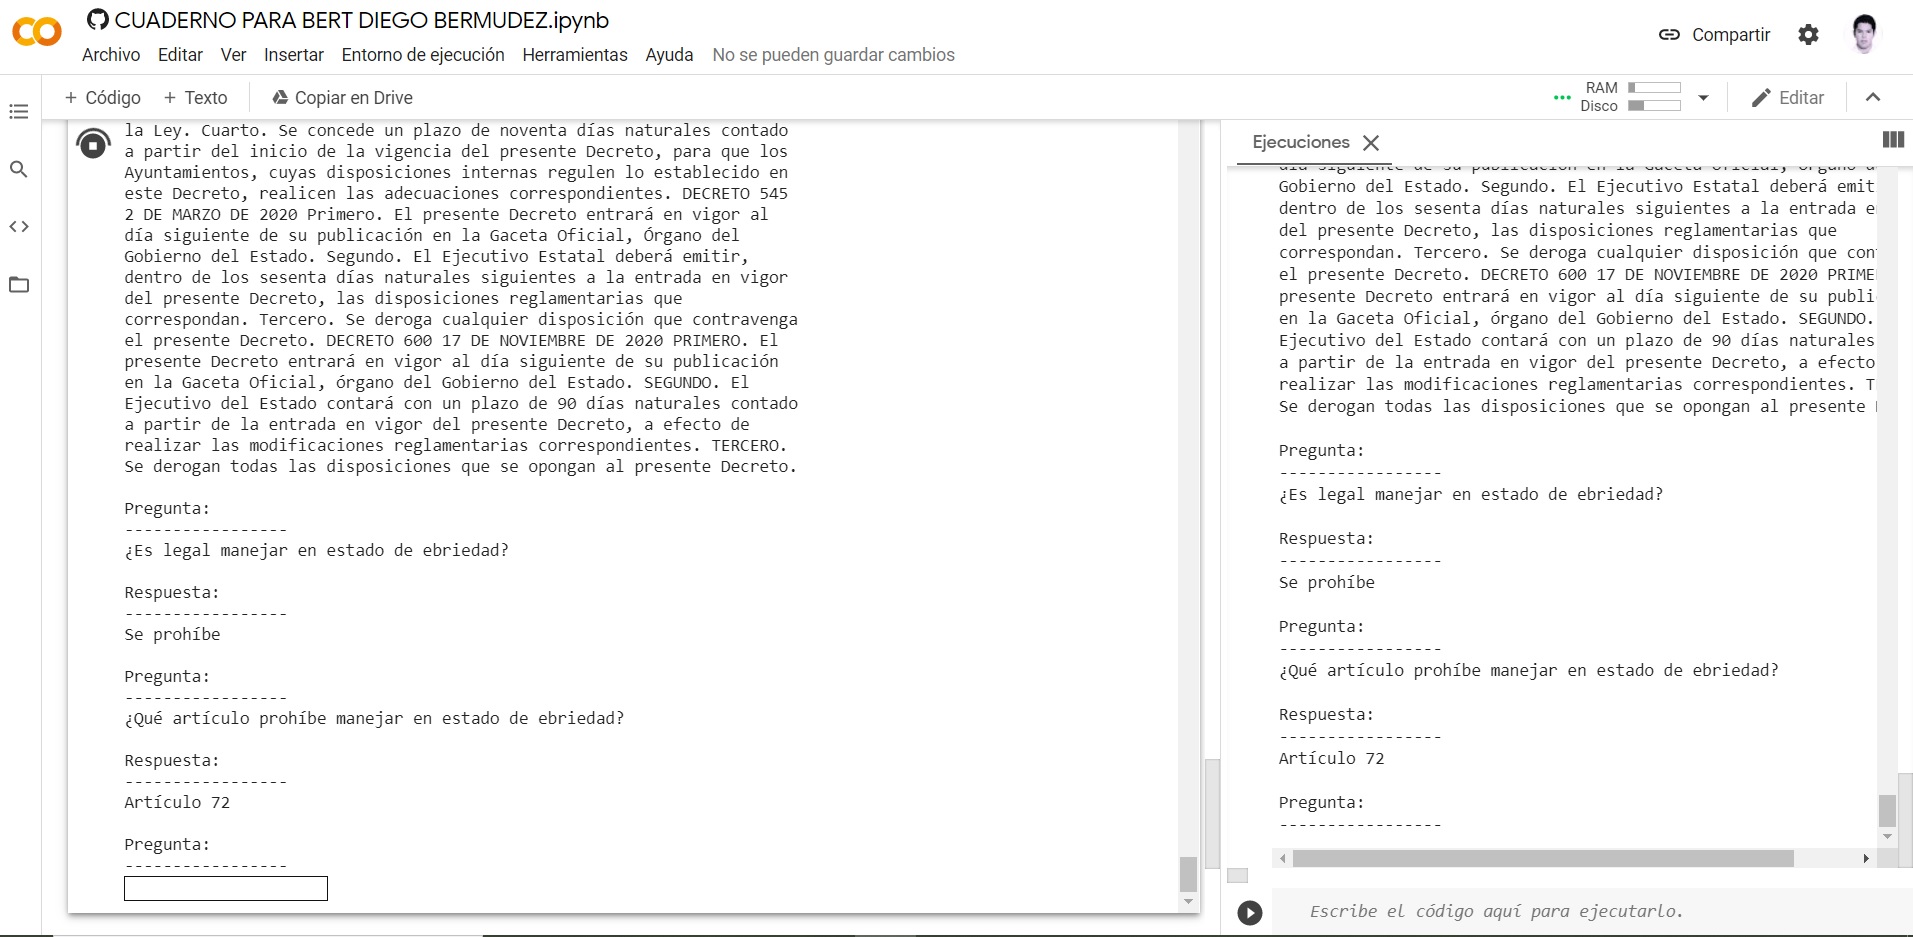 CUADERNO PARA BERT DIEGO BERMUDEZ.ipynb
Archivo Editar Ver Insertar Entorno de ejecución Herramientas Ayuda No se pueden guardar cambios
Compartir
+ Código + Texto Copiar en Drive
RAM
Disco
Editar
la Ley. Cuarto. Se concede un plazo de noventa días naturales contado
a partir del inicio de la vigencia del presente Decreto, para que los
Ayuntamientos, cuyas disposiciones internas regulen lo establecido en
este Decreto, realicen las adecuaciones correspondientes. DECRETO 545
2 DE MARZO DE 2020 Primero. El presente Decreto entrará en vigor al
día siguiente de su publicación en la Gaceta Oficial, Órgano del
Gobierno del Estado. Segundo. El Ejecutivo Estatal deberá emitir,
dentro de los sesenta días naturales siguientes a la entrada en vigor
del presente Decreto, las disposiciones reglamentarias que
correspondan. Tercero. Se deroga cualquier disposición que contravenga
el presente Decreto. DECRETO 600 17 DE NOVIEMBRE DE 2020 PRIMERO. El
presente Decreto entrará en vigor al día siguiente de su publicación
en la Gaceta Oficial, órgano del Gobierno del Estado. SEGUNDO. El
Ejecutivo del Estado contará con un plazo de 90 días naturales contado
a partir de la entrada en vigor del presente Decreto, a efecto de
realizar las modificaciones reglamentarias correspondientes. TERCERO.
Se derogan todas las disposiciones que se opongan al presente Decreto.
Pregunta:
-----------------
¿Es legal manejar en estado de ebriedad?
Respuesta:
-----------------
Se prohíbe
Pregunta:
-----------------
¿Qué artículo prohíbe manejar en estado de ebriedad?
Respuesta:
-----------------
Artículo 72
Pregunta:
-----------------
Ejecuciones
día siguiente de su publicación en la Gaceta Oficial, Órgano d
Gobierno del Estado. Segundo. El Ejecutivo Estatal deberá emit
dentro de los sesenta días naturales siguientes a la entrada e
del presente Decreto, las disposiciones reglamentarias que
correspondan. Tercero. Se deroga cualquier disposición que con
el presente Decreto. DECRETO 600 17 DE NOVIEMBRE DE 2020 PRIME
presente Decreto entrará en vigor al día siguiente de su publi
en la Gaceta Oficial, órgano del Gobierno del Estado. SEGUNDO.
Ejecutivo del Estado contará con un plazo de 90 días naturales
a partir de la entrada en vigor del presente Decreto, a efecto
realizar las modificaciones reglamentarias correspondientes. T
Se derogan todas las disposiciones que se opongan al presente
Pregunta:
-----------------
¿Es legal manejar en estado de ebriedad?
Respuesta:
-----------------
Se prohíbe
Pregunta:
-----------------
¿Qué artículo prohíbe manejar en estado de ebriedad?
Respuesta:
-----------------
Artículo 72
Pregunta:
-----------------
Escribe el código aquí para ejecutarlo.